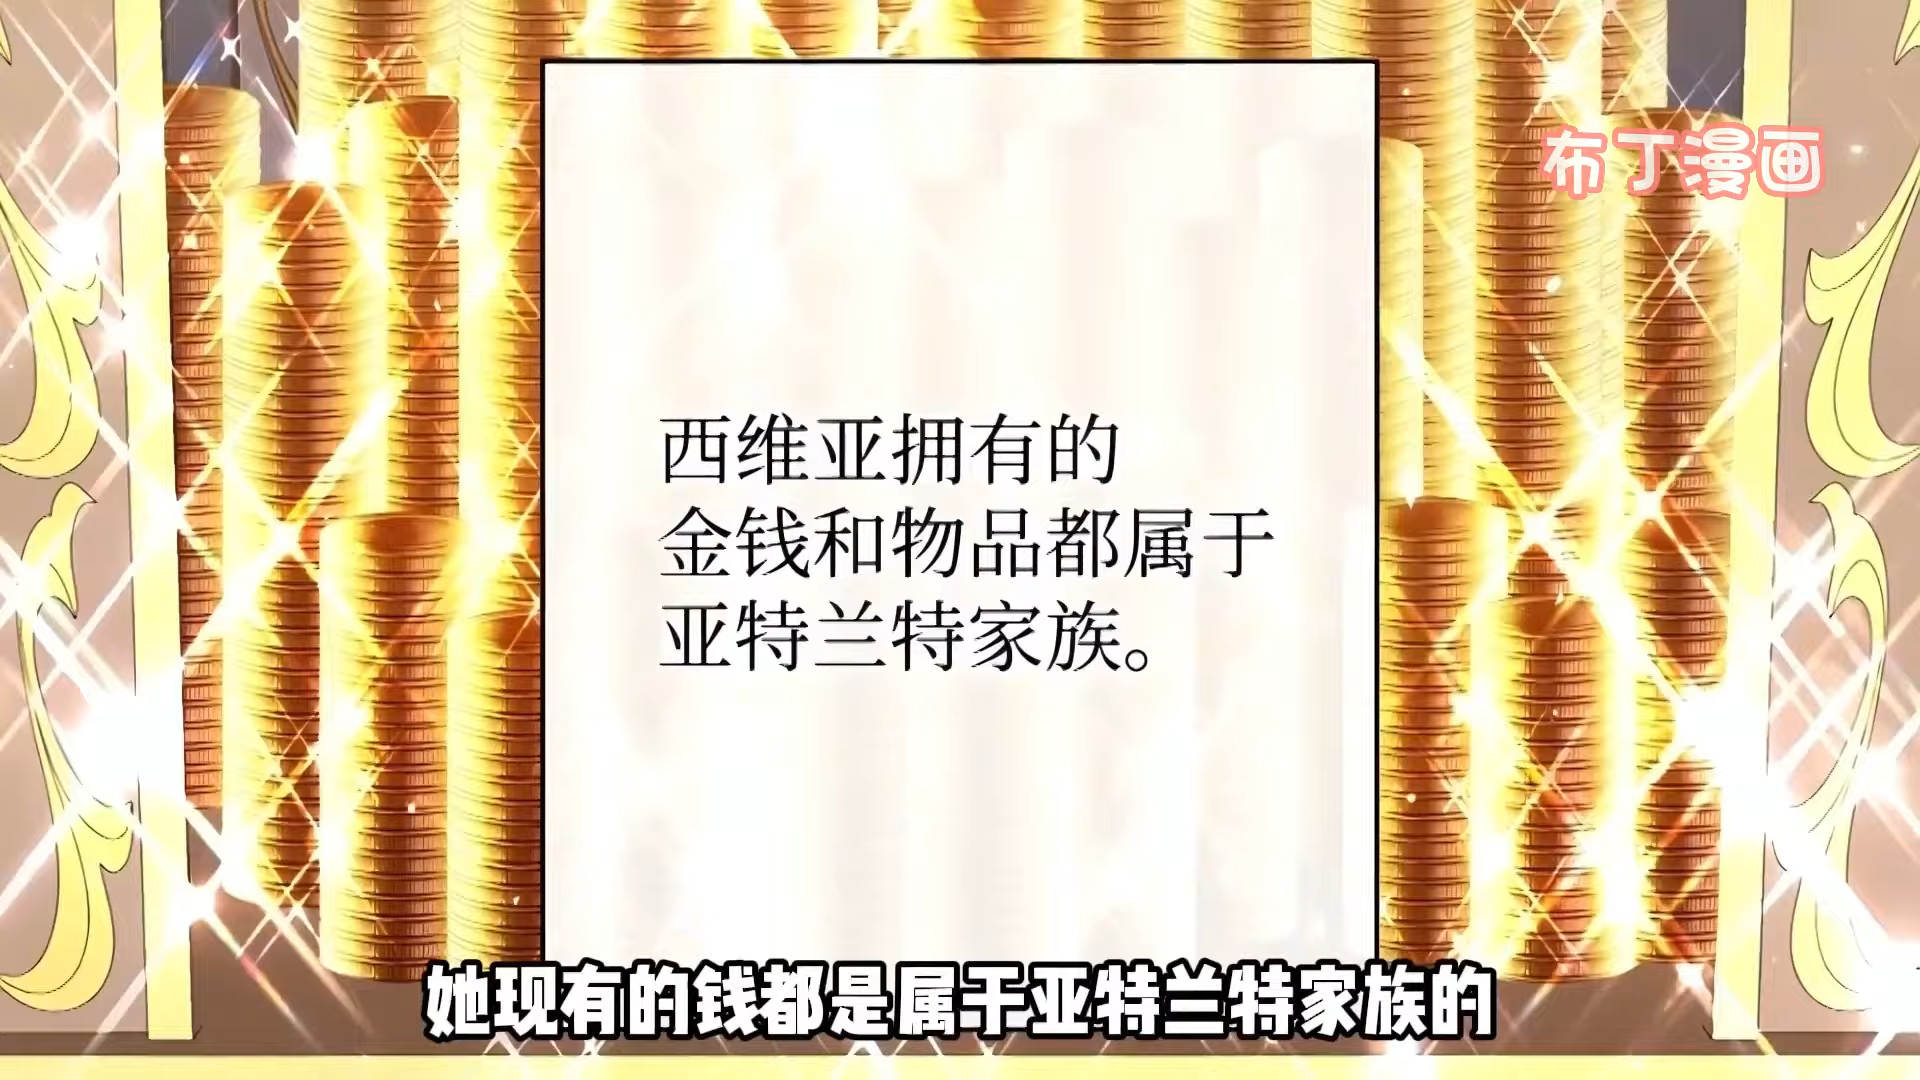 布丁漫画
西维亚拥有的
金钱和物品都属于
亚特兰特家族。
她现有的钱都是属于亚特兰特家族的